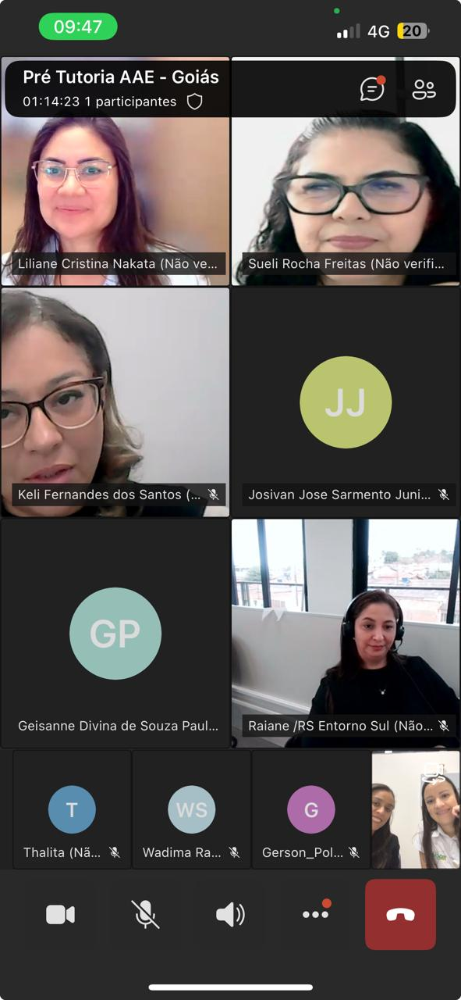 09:47
4G
20
Pré Tutoria AAE - Goiás
01:14:23 1 participantes
Liliane Cristina Nakata (Não ve...
Sueli Rocha Freitas (Não verifi...
Keli Fernandes dos Santos (...
JJ
Josivan Jose Sarmento Juni...
GP
Geisanne Divina de Souza Paul...
Raiane /RS Entorno Sul (Não...
T
Thalita (Nã...
WS
Wadima Ra...
G
Gerson_Pol...